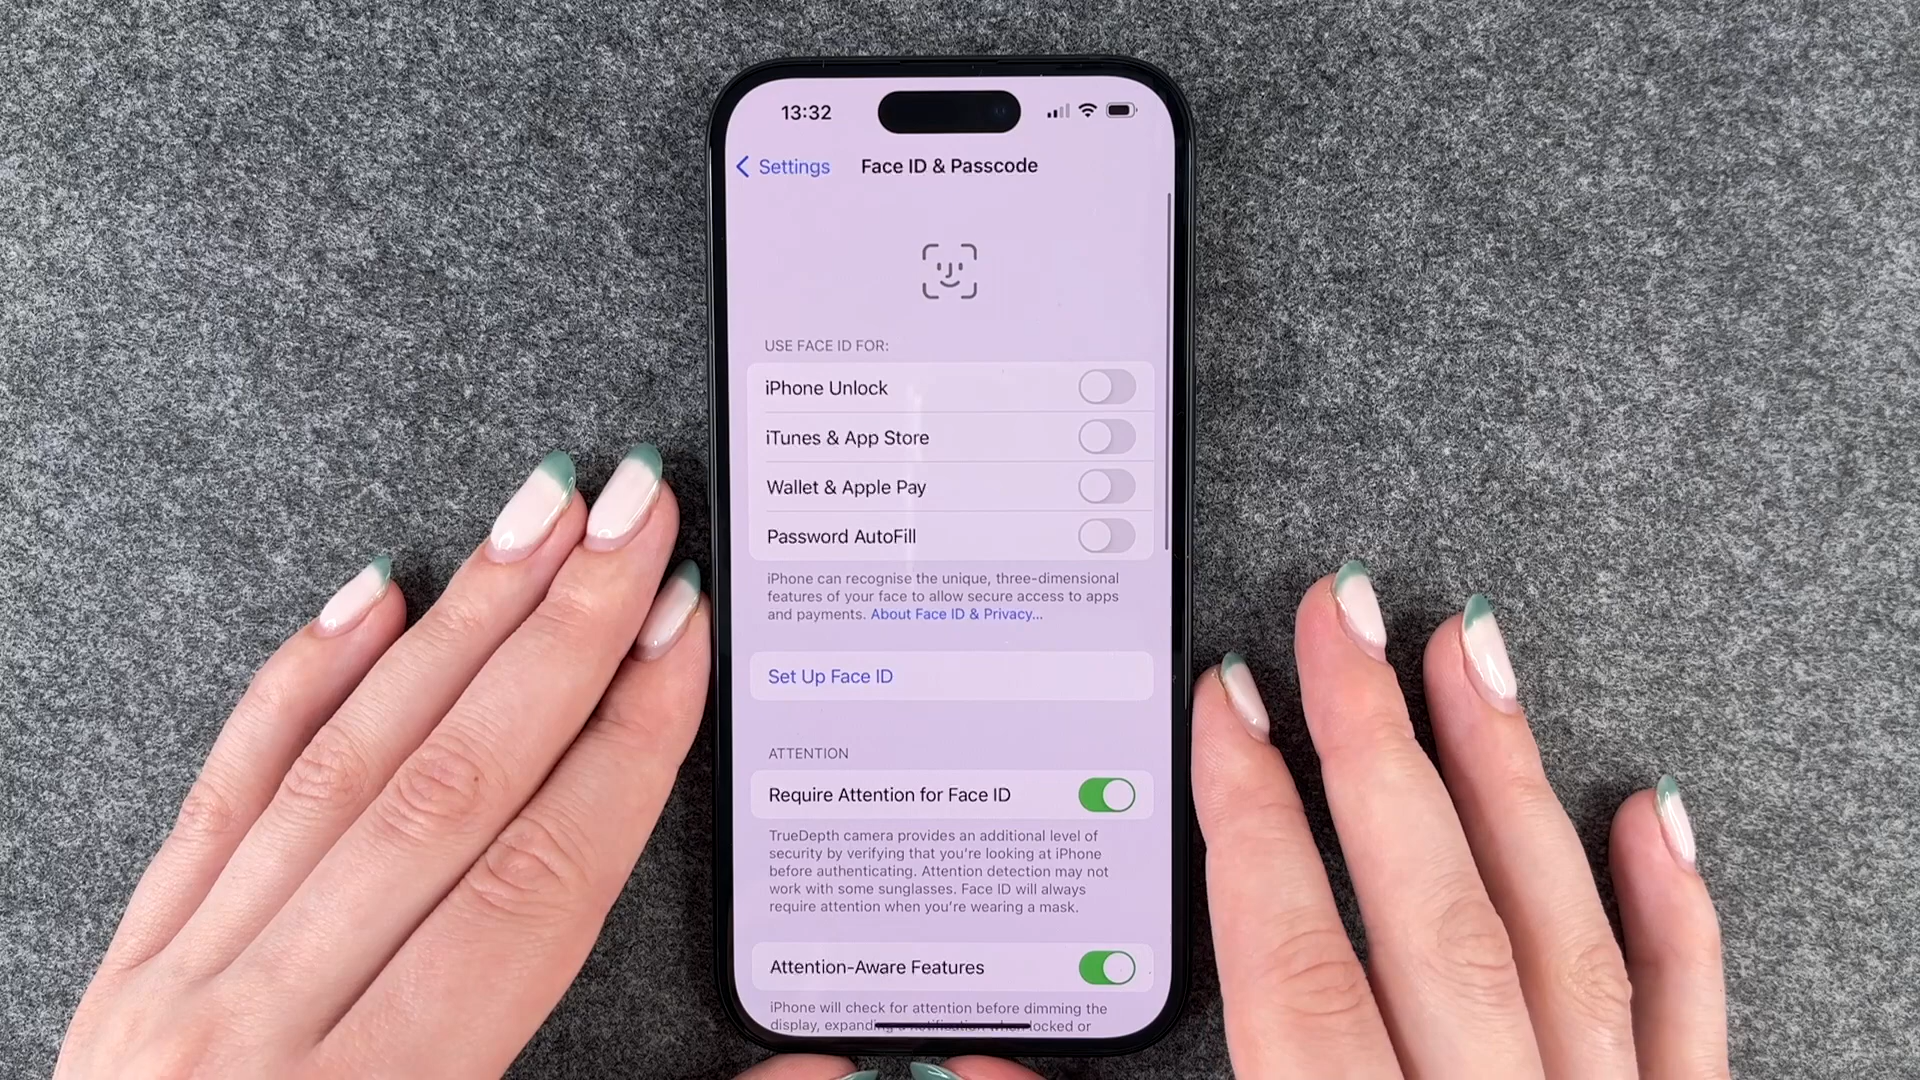 13:32
Settings
Face ID & Passcode
USE FACE ID FOR:
iPhone Unlock
iTunes & App Store
Wallet & Apple Pay
Password AutoFill
iPhone can recognise the unique, three-dimensional
features of your face to allow secure access to apps
and payments. About Face ID & Privacy...
Set Up Face ID
ATTENTION
Require Attention for Face ID
TrueDepth camera provides an additional level of
security by verifying that you're looking at iPhone
before authenticating. Attention detection may not
work with some sunglasses. Face ID will always
require attention when you're wearing a mask.
Attention-Aware Features
iPhone will check for attention before dimming the
display, expanding a notification when locked or